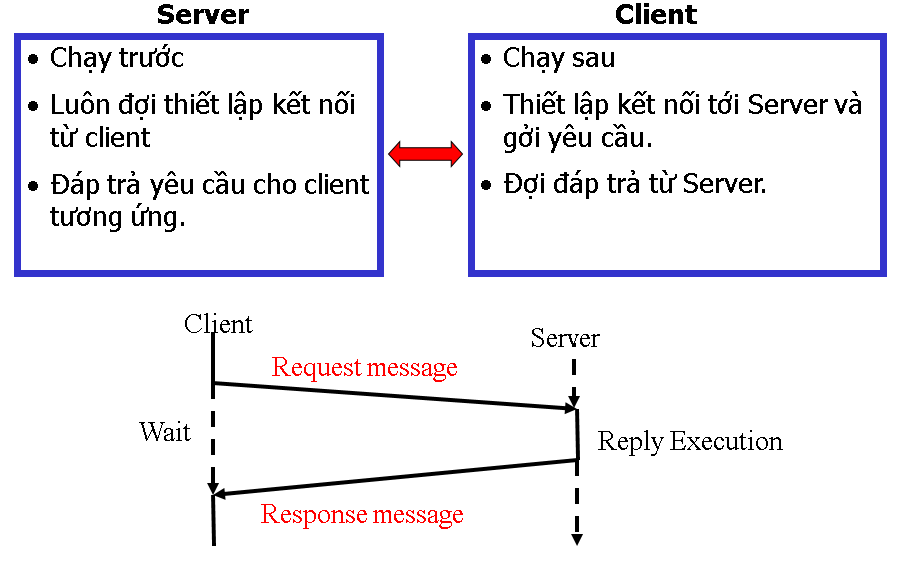 Server
• Chạy trước
• Luôn đợi thiết lập kết nối
từ client
• Đáp trả yêu cầu cho client
tương ứng.
Client
• Chạy sau
• Thiết lập kết nối tới Server và
gởi yêu cầu.
• Đợi đáp trả từ Server.
Client
Server
Request message
Wait
Reply Execution
Response message